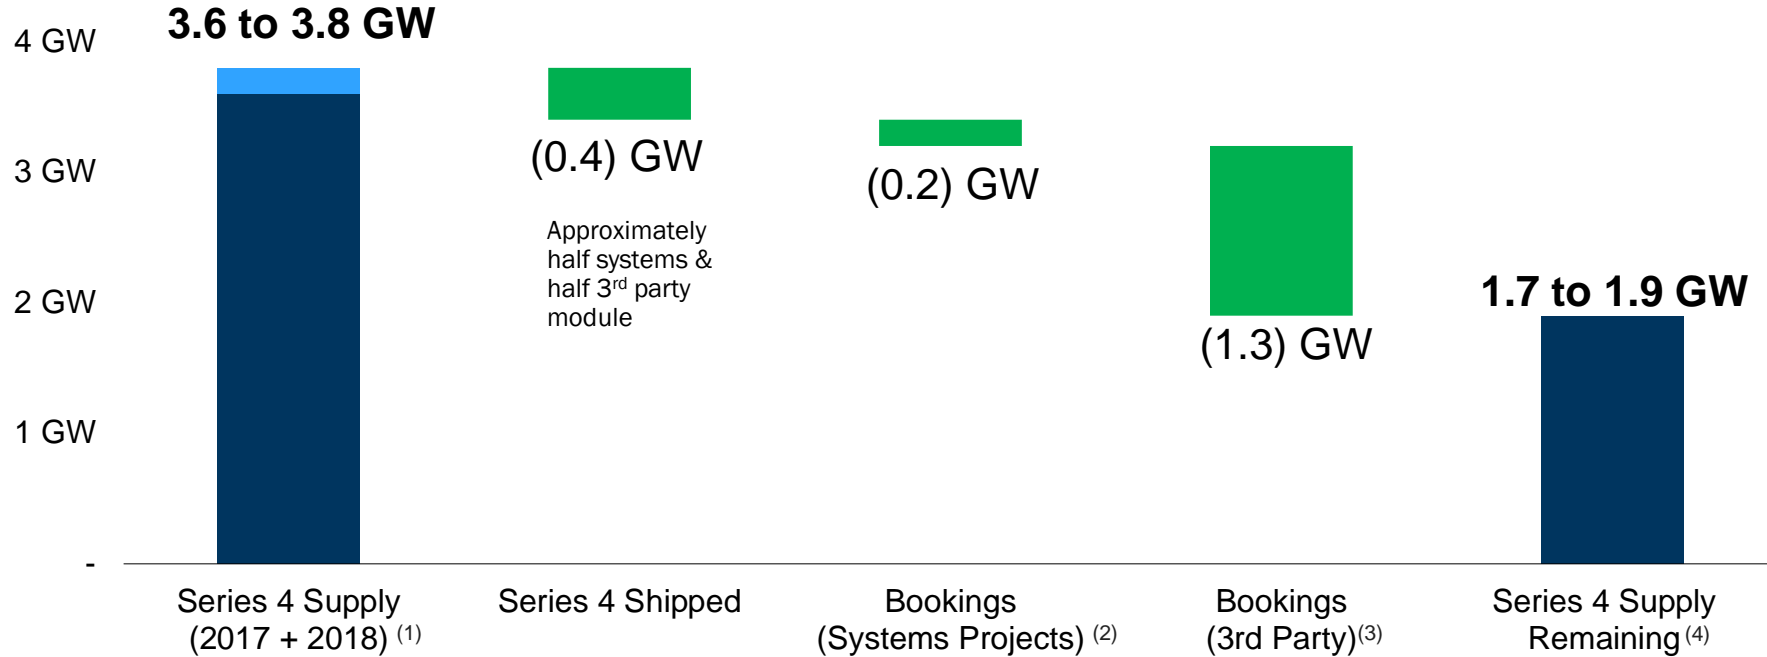 3.6 to 3.8 GW
4 GW
3 GW
2 GW
1 GW
-
(0.4) GW
Approximately
half systems &
half 3rd party
module
(0.2) GW
(1.3) GW
1.7 to 1.9 GW
Series 4 Supply
(2017 + 2018) (1)
Series 4 Shipped
Bookings
(Systems Projects) (2)
Bookings
(3rd Party)(3)
Series 4 Supply
Remaining (4)